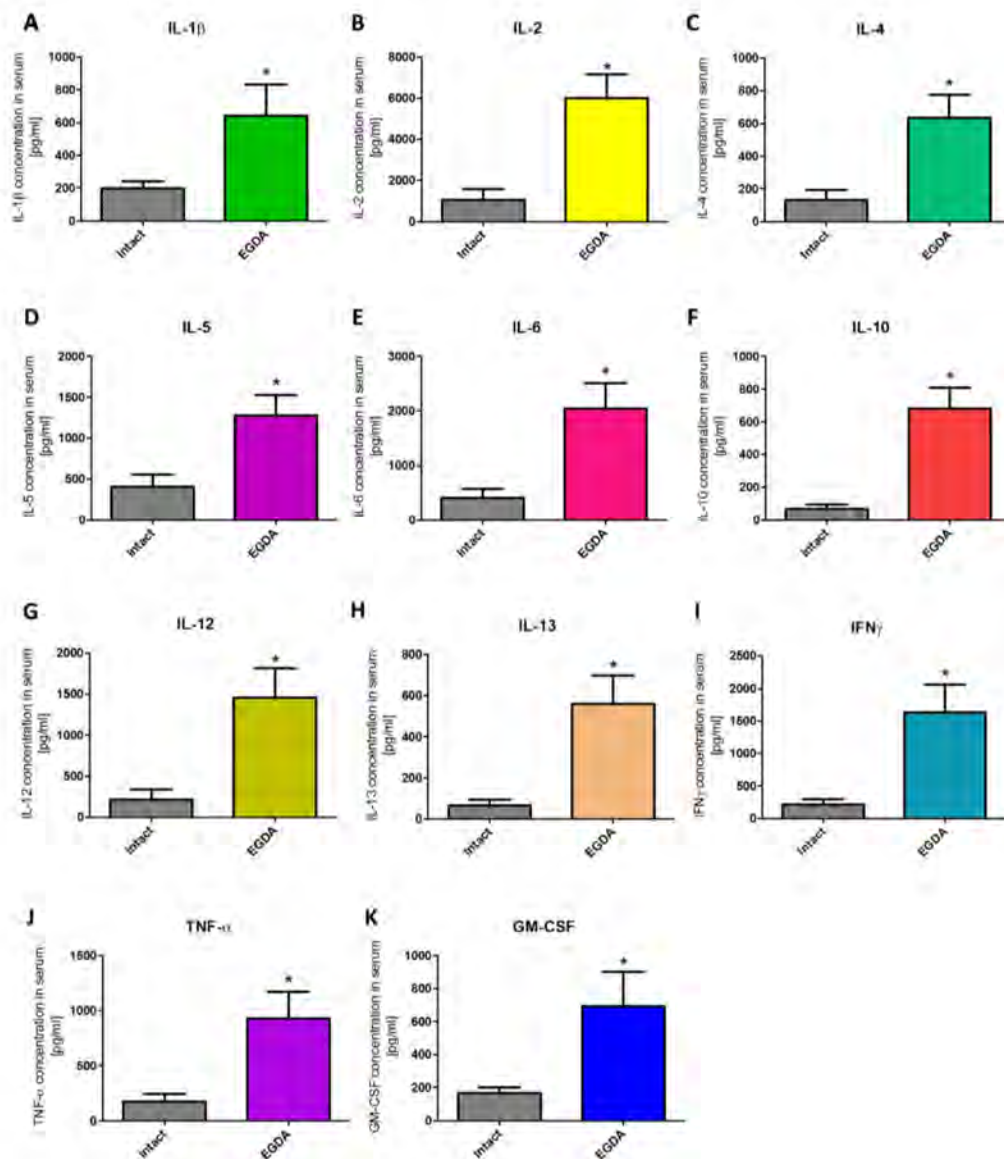 A
IL-1β
IL-1β concentration in serum
[pg/ml]
1000
800
600
400
200
0
*
Intact
EGDA
B
IL-2
IL-2 concentration in serum
[pg/ml]
8000
6000
4000
2000
0
*
Intact
EGDA
C
IL-4
IL-4 concentration in serum
[pg/ml]
1000
800
600
400
200
0
*
Intact
EGDA
D
IL-5
IL-5 concentration in serum
[pg/ml]
2000
1500
1000
500
0
*
Intact
EGDA
E
IL-6
IL-6 concentration in serum
[pg/ml]
3000
2000
1000
0
*
Intact
EGDA
F
IL-10
IL-10 concentration in serum
[pg/ml]
1000
800
600
400
200
0
*
Intact
EGDA
G
IL-12
IL-12 concentration in serum
[pg/ml]
2000
1500
1000
500
0
*
Intact
EGDA
H
IL-13
IL-13 concentration in serum
[pg/ml]
800
600
400
200
0
*
Intact
EGDA
I
IFNγ
IFNγ concentration in serum
[pg/ml]
2500
2000
1500
1000
500
0
*
Intact
EGDA
J
TNF-α
TNF-α concentration in serum
[pg/ml]
1500
1000
500
0
*
Intact
EGDA
K
GM-CSF
GM-CSF concentration in serum
[pg/ml]
1000
800
600
400
200
0
*
Intact
EGDA